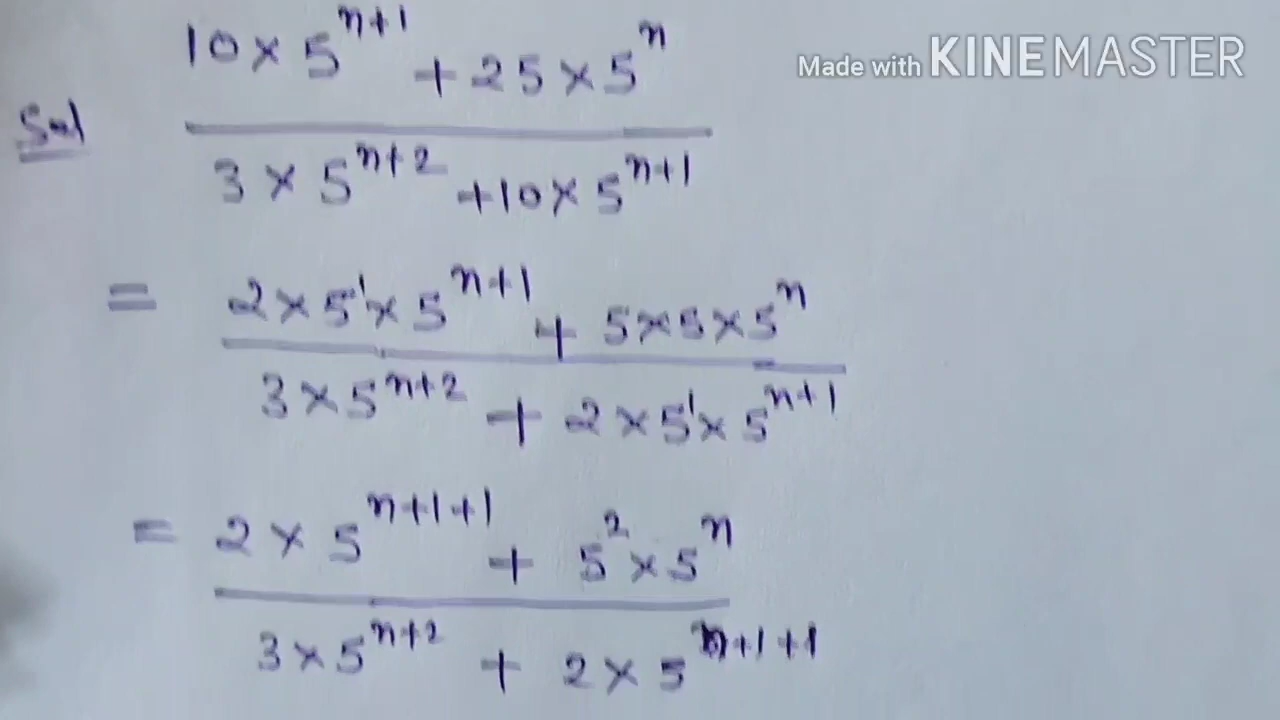 Made with KINEMASTER
10 × 5^{n+1} + 25 × 5^{n}
Sol
3 × 5^{n+2} + 10 × 5^{n+1}
= 2 × 5^{1} × 5^{n+1} + 5 × 5 × 5^{n}
3 × 5^{n+2} + 2 × 5^{1} × 5^{n+1}
= 2 × 5^{n+1+1} + 5^{2} × 5^{n}
3 × 5^{n+2} + 2 × 5^{n+1+1}